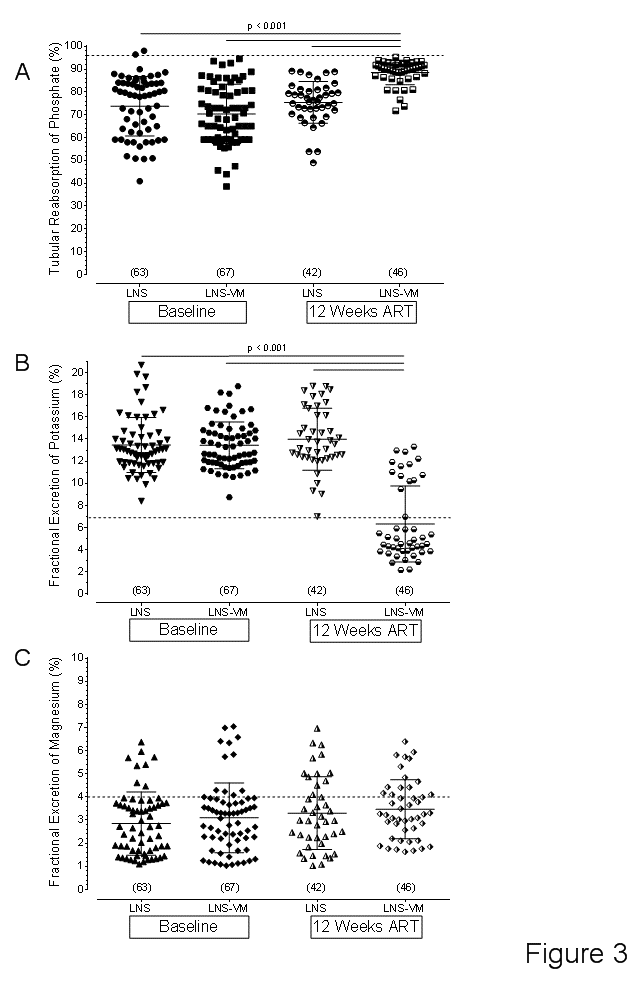 p < 0.001
A
Tubular Reabsorption of Phosphate (%)
100
90
80
70
60
50
40
30
20
10
0
(63) (67) (42) (46)
LNS LNS-VM LNS LNS-VM
Baseline 12 Weeks ART
p < 0.001
B
Fractional Excretion of Potassium (%)
20
18
16
14
12
10
8
6
4
2
0
(63) (67) (42) (46)
LNS LNS-VM LNS LNS-VM
Baseline 12 Weeks ART
C
Fractional Excretion of Magnesium (%)
10
9
8
7
6
5
4
3
2
1
0
(63) (67) (42) (46)
LNS LNS-VM LNS LNS-VM
Baseline 12 Weeks ART
Figure 3